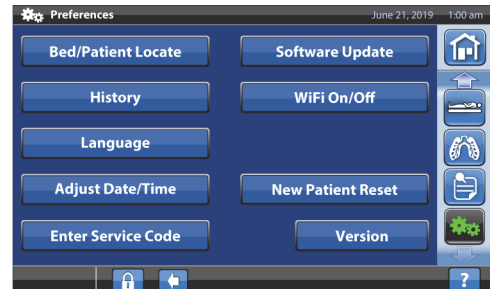 Preferences June 21, 2019 1:00 am
Bed/Patient Locate Software Update
History WiFi On/Off
Language
Adjust Date/Time New Patient Reset
Enter Service Code Version
?